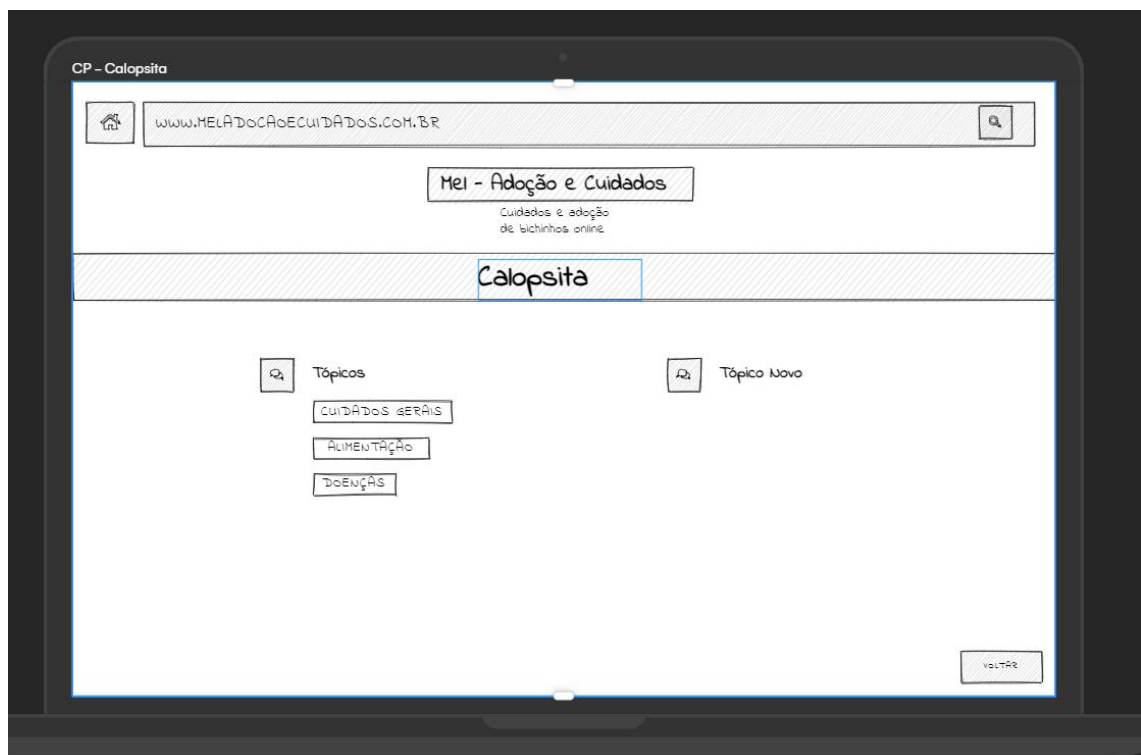 CP – Calopsita
WWW.MELADOCAOECUIDADOS.COM.BR
Mel - Adoção e Cuidados
Cuidados e adoção
de bichinhos online
Calopsita
Tópicos
CUIDADOS GERAIS
ALIMENTAÇÃO
DOENÇAS
Tópico Novo
VOLTAR